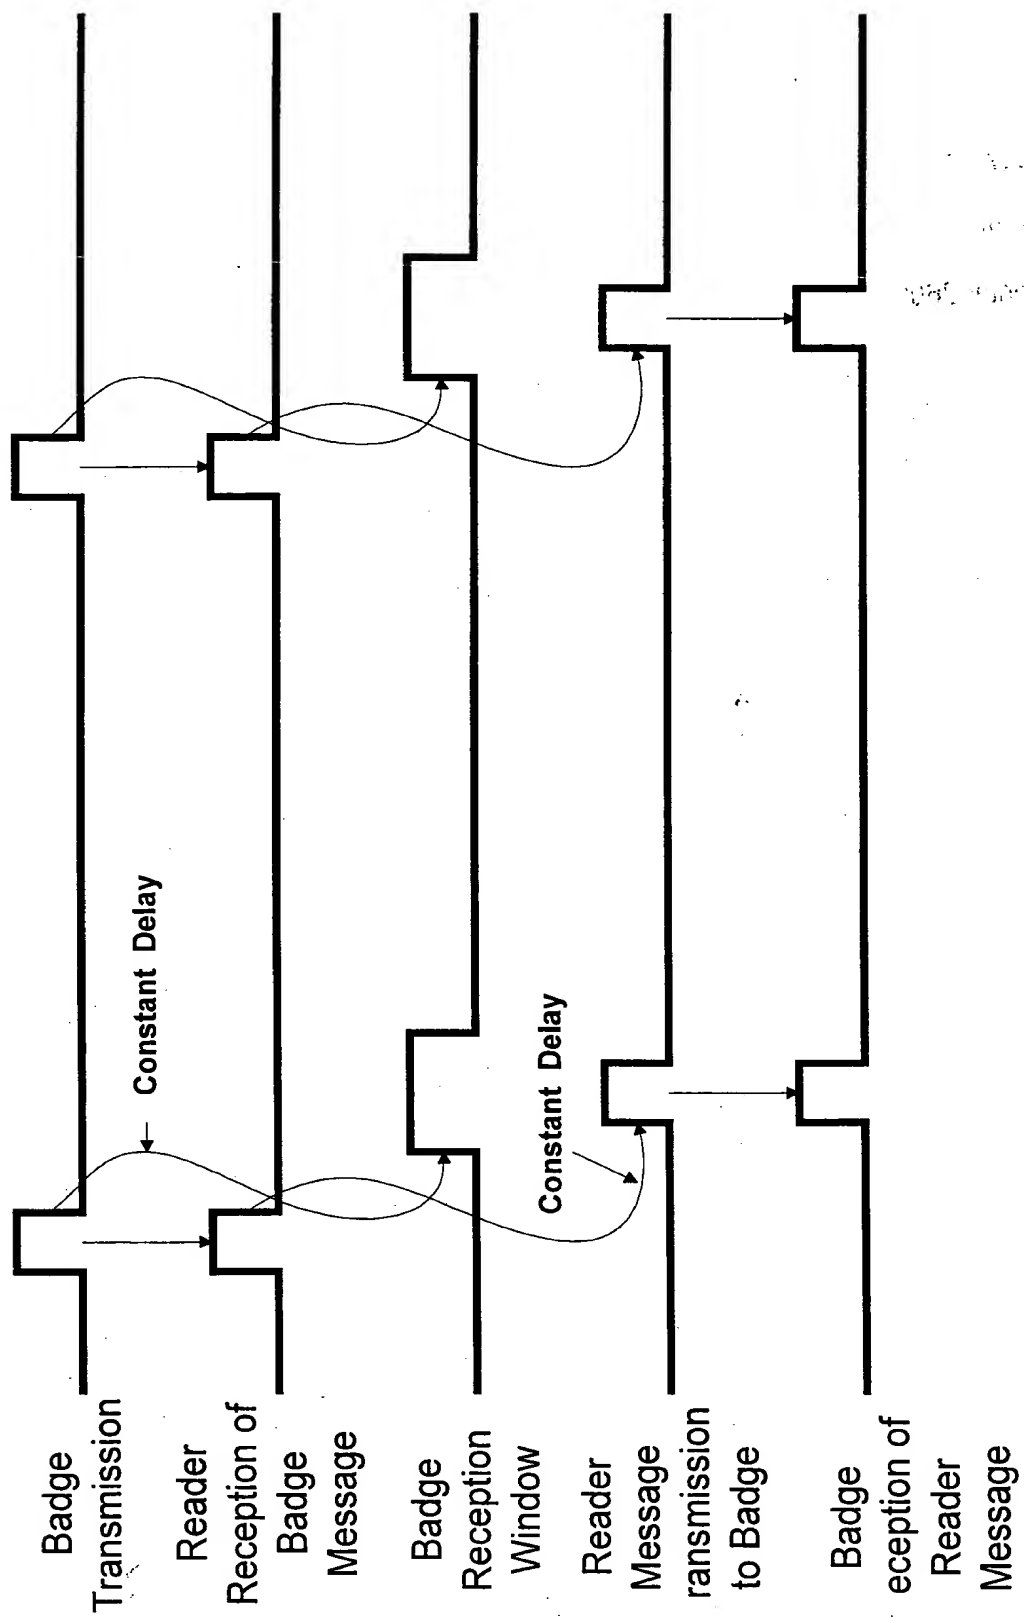 Badge
Transmission
Reader
Reception of
Badge
Message
Badge
Reception
Window
Reader
Message
ransmission
to Badge
Badge
eception of
Reader
Message
Constant Delay
Constant Delay